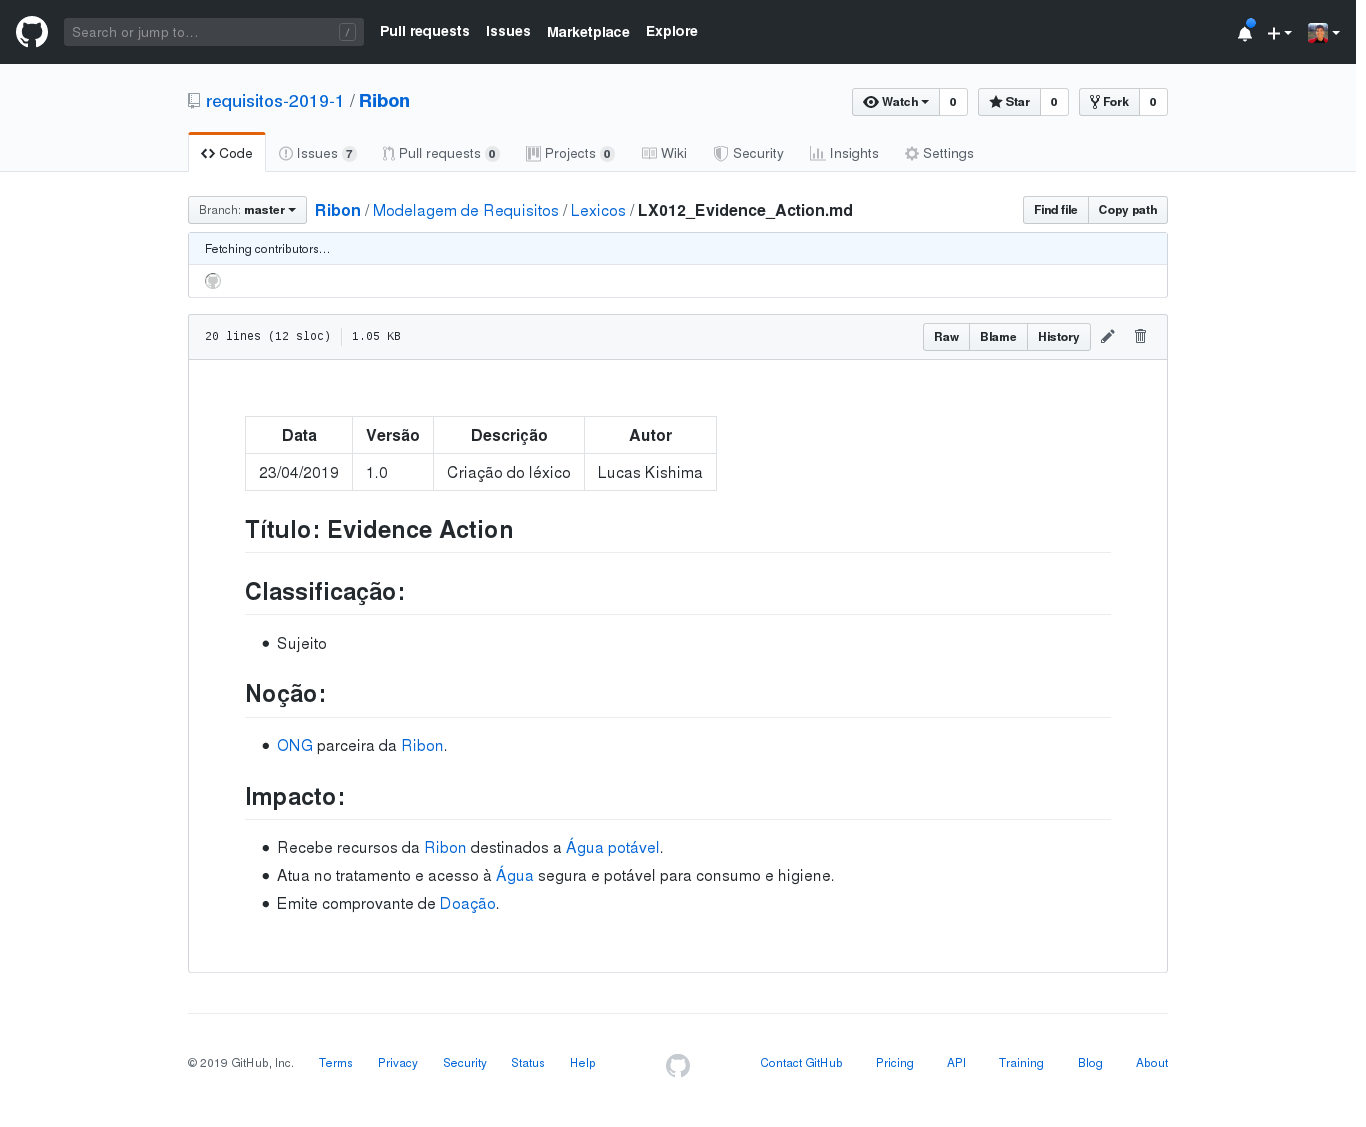 Search or jump to… /
Pull requests Issues Marketplace Explore
requisitos-2019-1 / Ribon
Watch 0 Star 0 Fork 0
Code Issues 7 Pull requests 0 Projects 0 Wiki Security Insights Settings
Branch: master Ribon / Modelagem de Requisitos / Lexicos / LX012_Evidence_Action.md Find file Copy path
Fetching contributors…
20 lines (12 sloc) 1.05 KB Raw Blame History
Data Versão Descrição Autor
23/04/2019 1.0 Criação do léxico Lucas Kishima
Título: Evidence Action
Classificação:
• Sujeito
Noção:
• ONG parceira da Ribon.
Impacto:
• Recebe recursos da Ribon destinados a Água potável.
• Atua no tratamento e acesso à Água segura e potável para consumo e higiene.
• Emite comprovante de Doação.
© 2019 GitHub, Inc. Terms Privacy Security Status Help Contact GitHub Pricing API Training Blog About